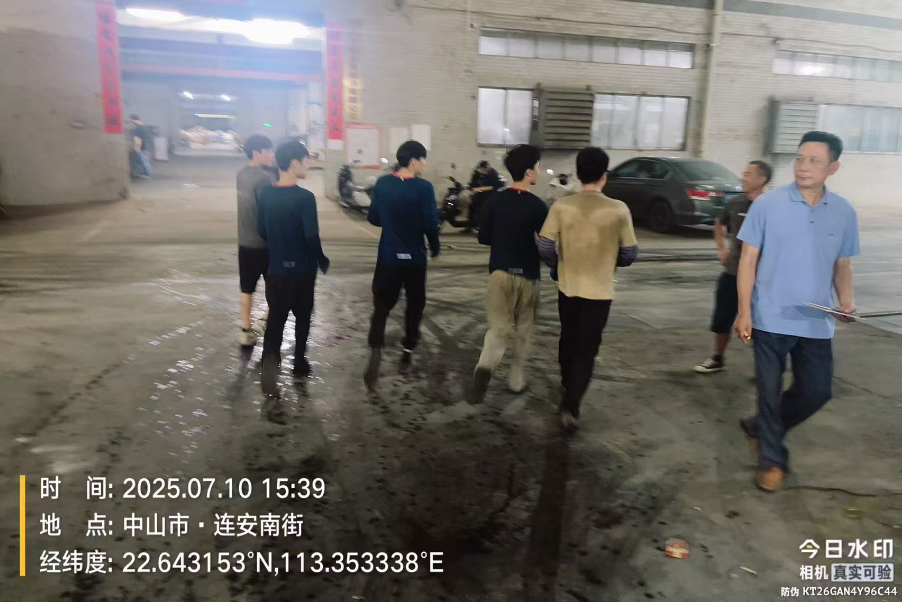 时 间: 2025.07.10 15:39
地 点: 中山市·连安南街
经纬度: 22.643153°N,113.353338°E
今日水印
相机 真实可验
防伪 KT26GAN4Y96C44